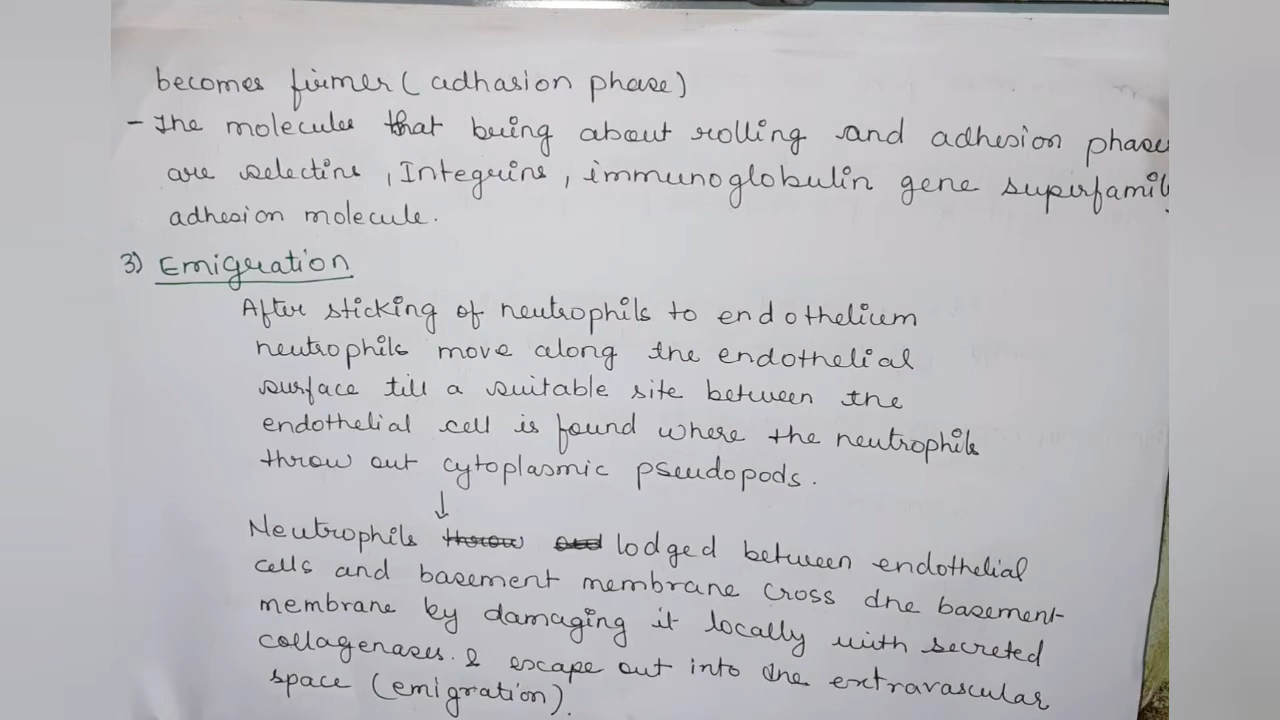 becomes firmer ( adhasion phase)
- The molecules that bring about rolling and adhesion phase
are selectins , Integrins , immunoglobulin gene superfamily
adhesion molecule.
3) Emigration
After sticking of neutrophils to endothelium
neutrophils move along the endothelial
surface till a suitable site between the
endothelial cell is found where the neutrophils
throw out cytoplasmic pseudopods.
↓
Neutrophils throw out lodged between endothelial
cells and basement membrane cross the basement
membrane by damaging it locally with secreted
collagenases. & escape out into the extravascular
space (emigration).